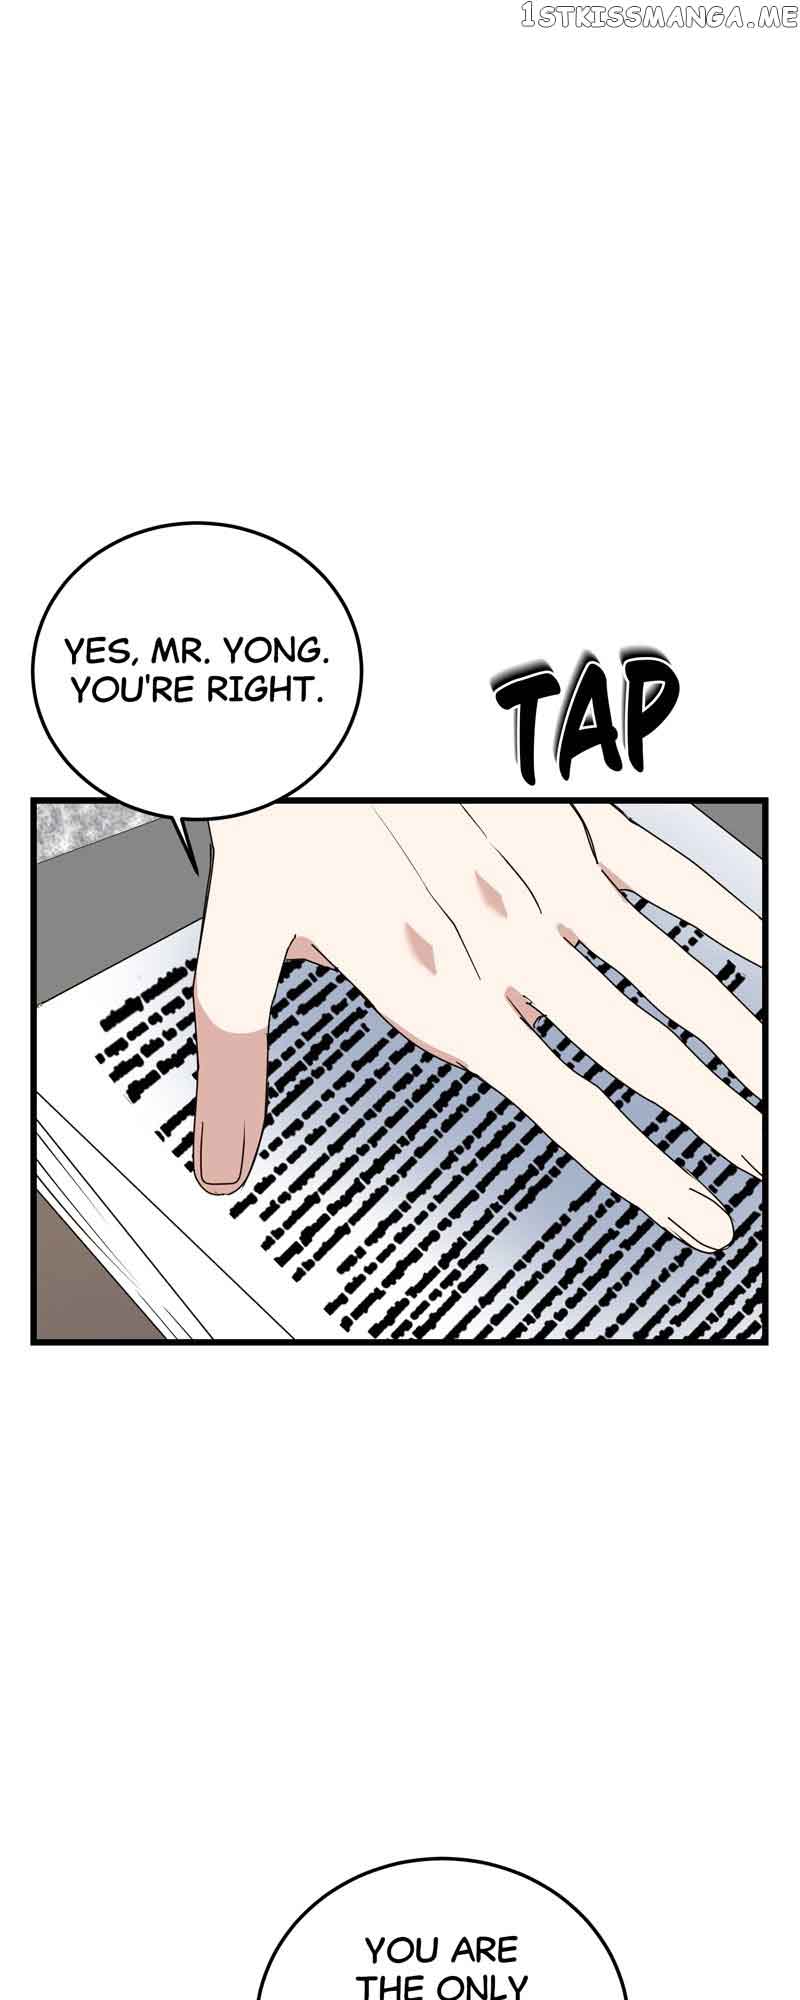 1STKISSMANGA.ME
YES, MR. YONG.
YOU'RE RIGHT.
TAP
YOU ARE
THE ONLY